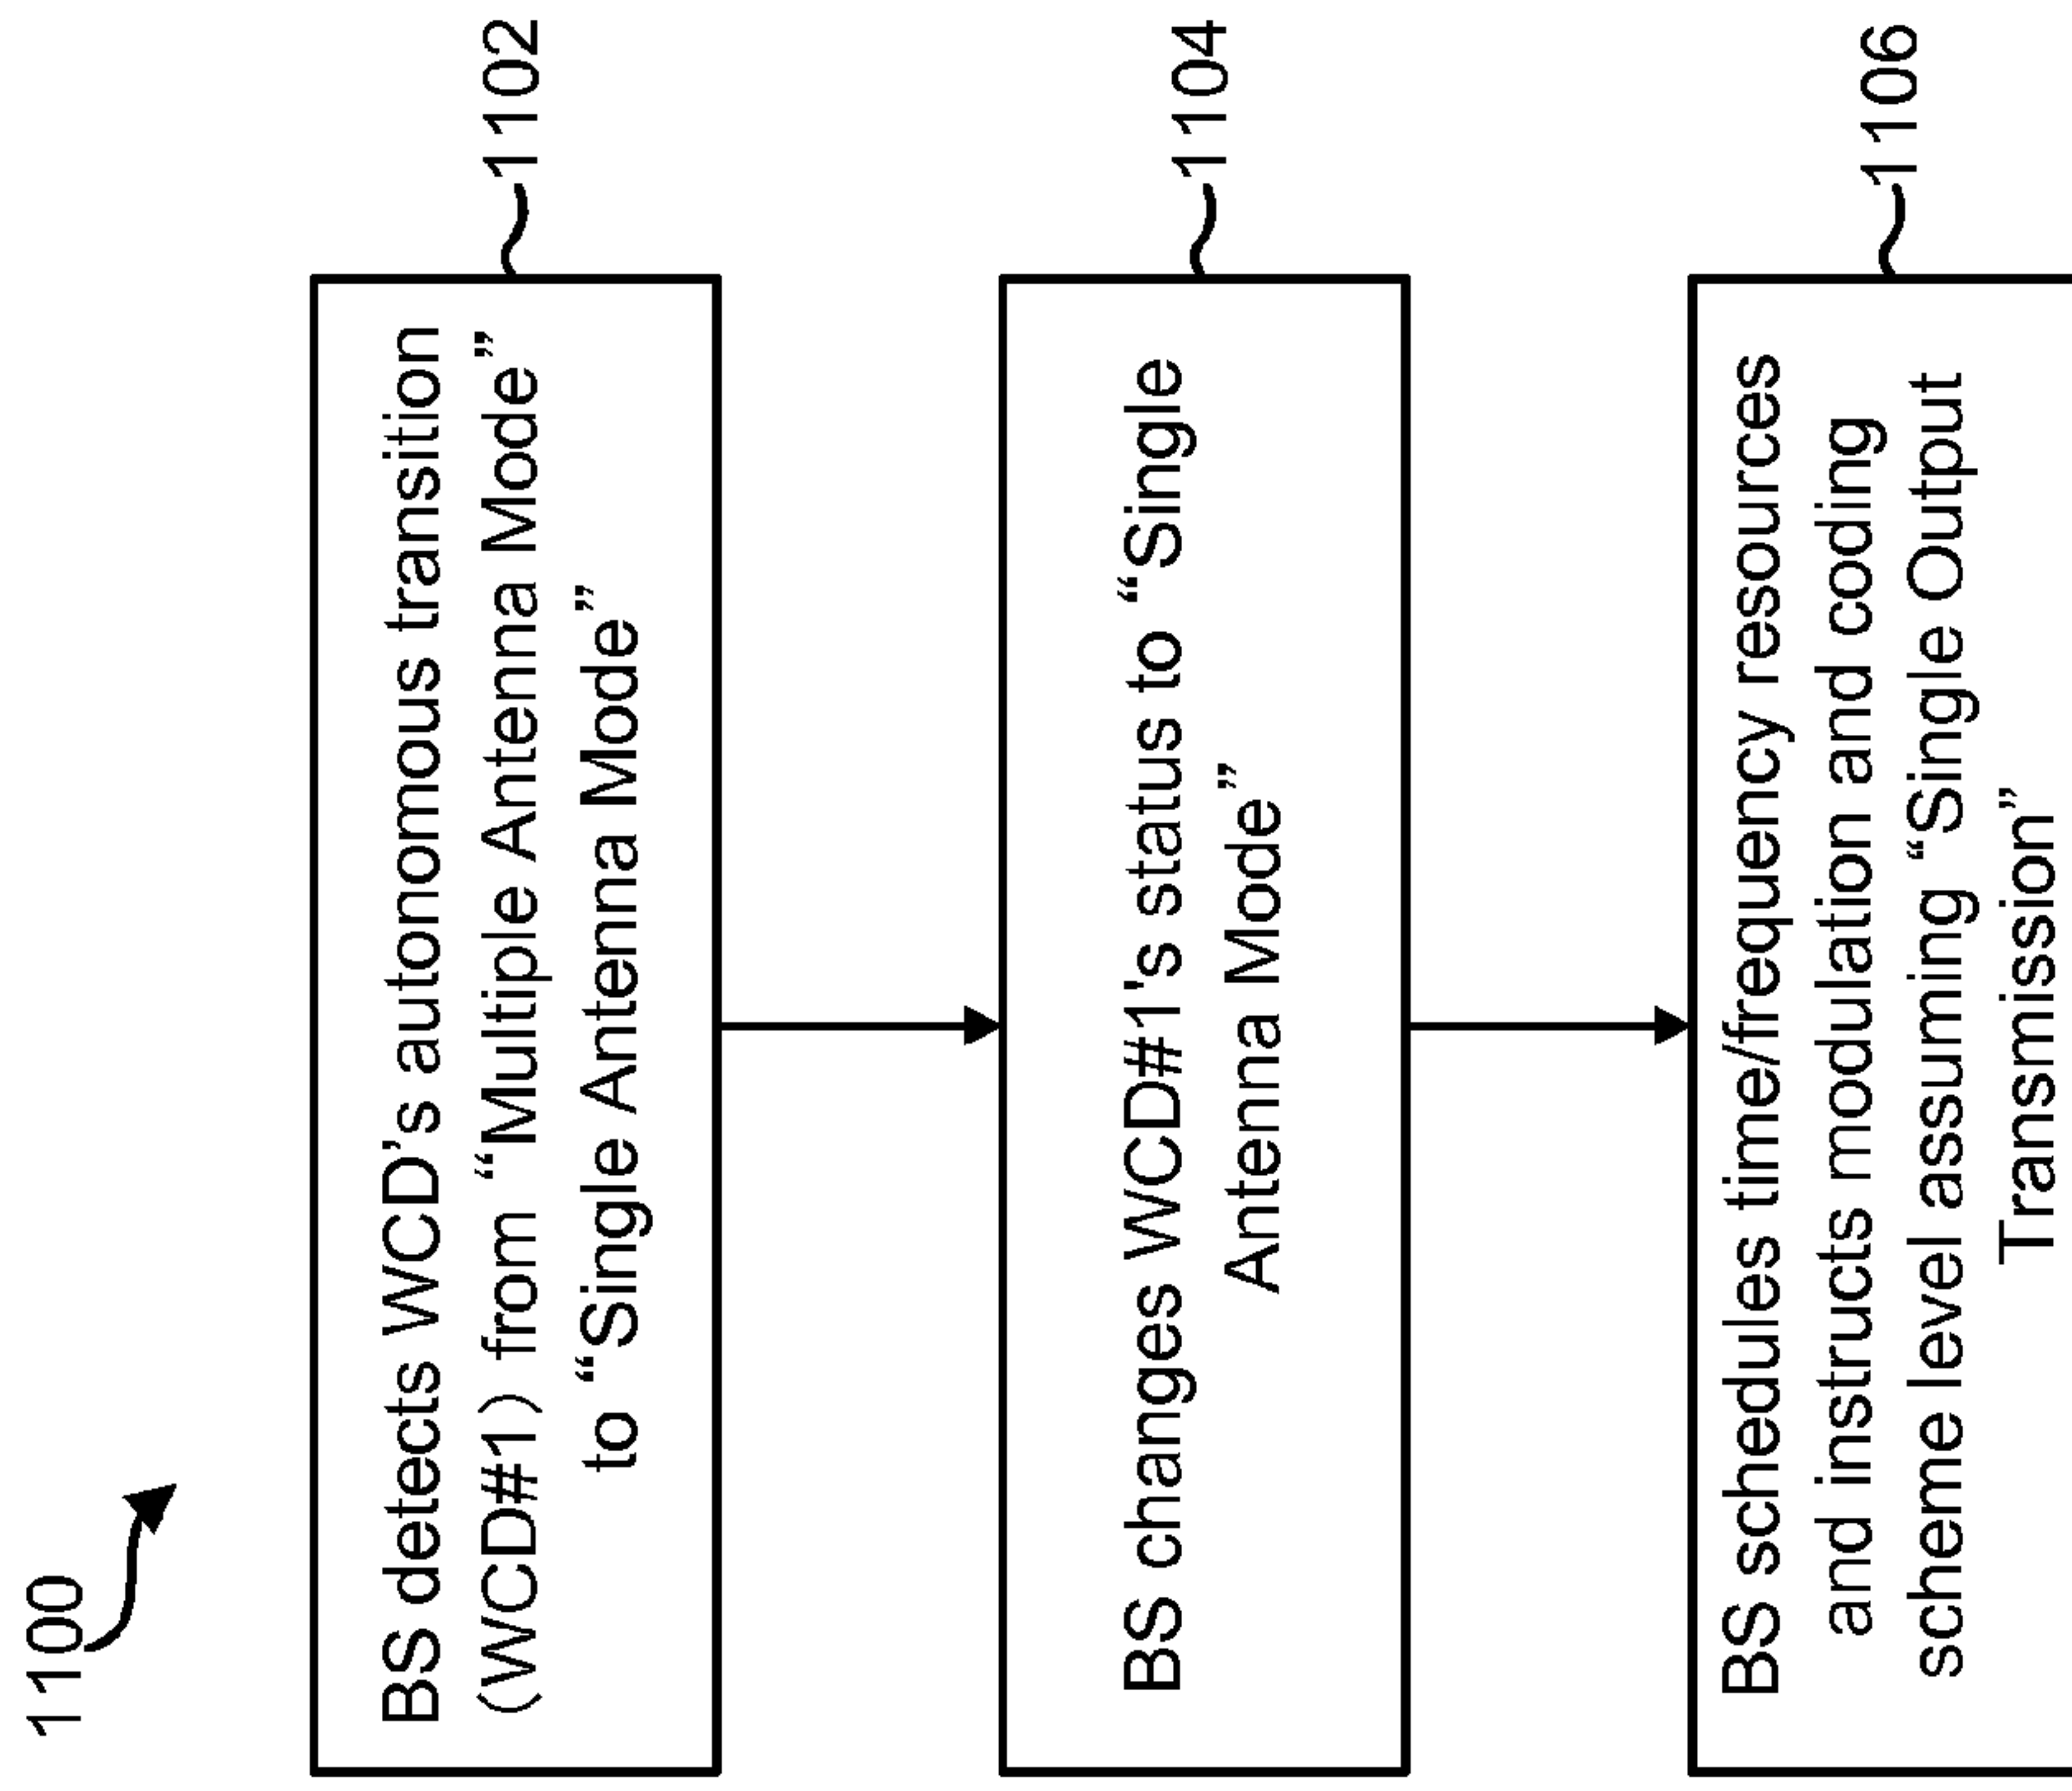 1100
BS detects WCD’s autonomous transition
(WCD#1) from “Multiple Antenna Mode”
to “Single Antenna Mode”
1102
BS changes WCD#1's status to “Single
Antenna Mode”
1104
BS schedules time/frequency resources
and instructs modulation and coding
scheme level assuming “Single Output
Transmission”
1106